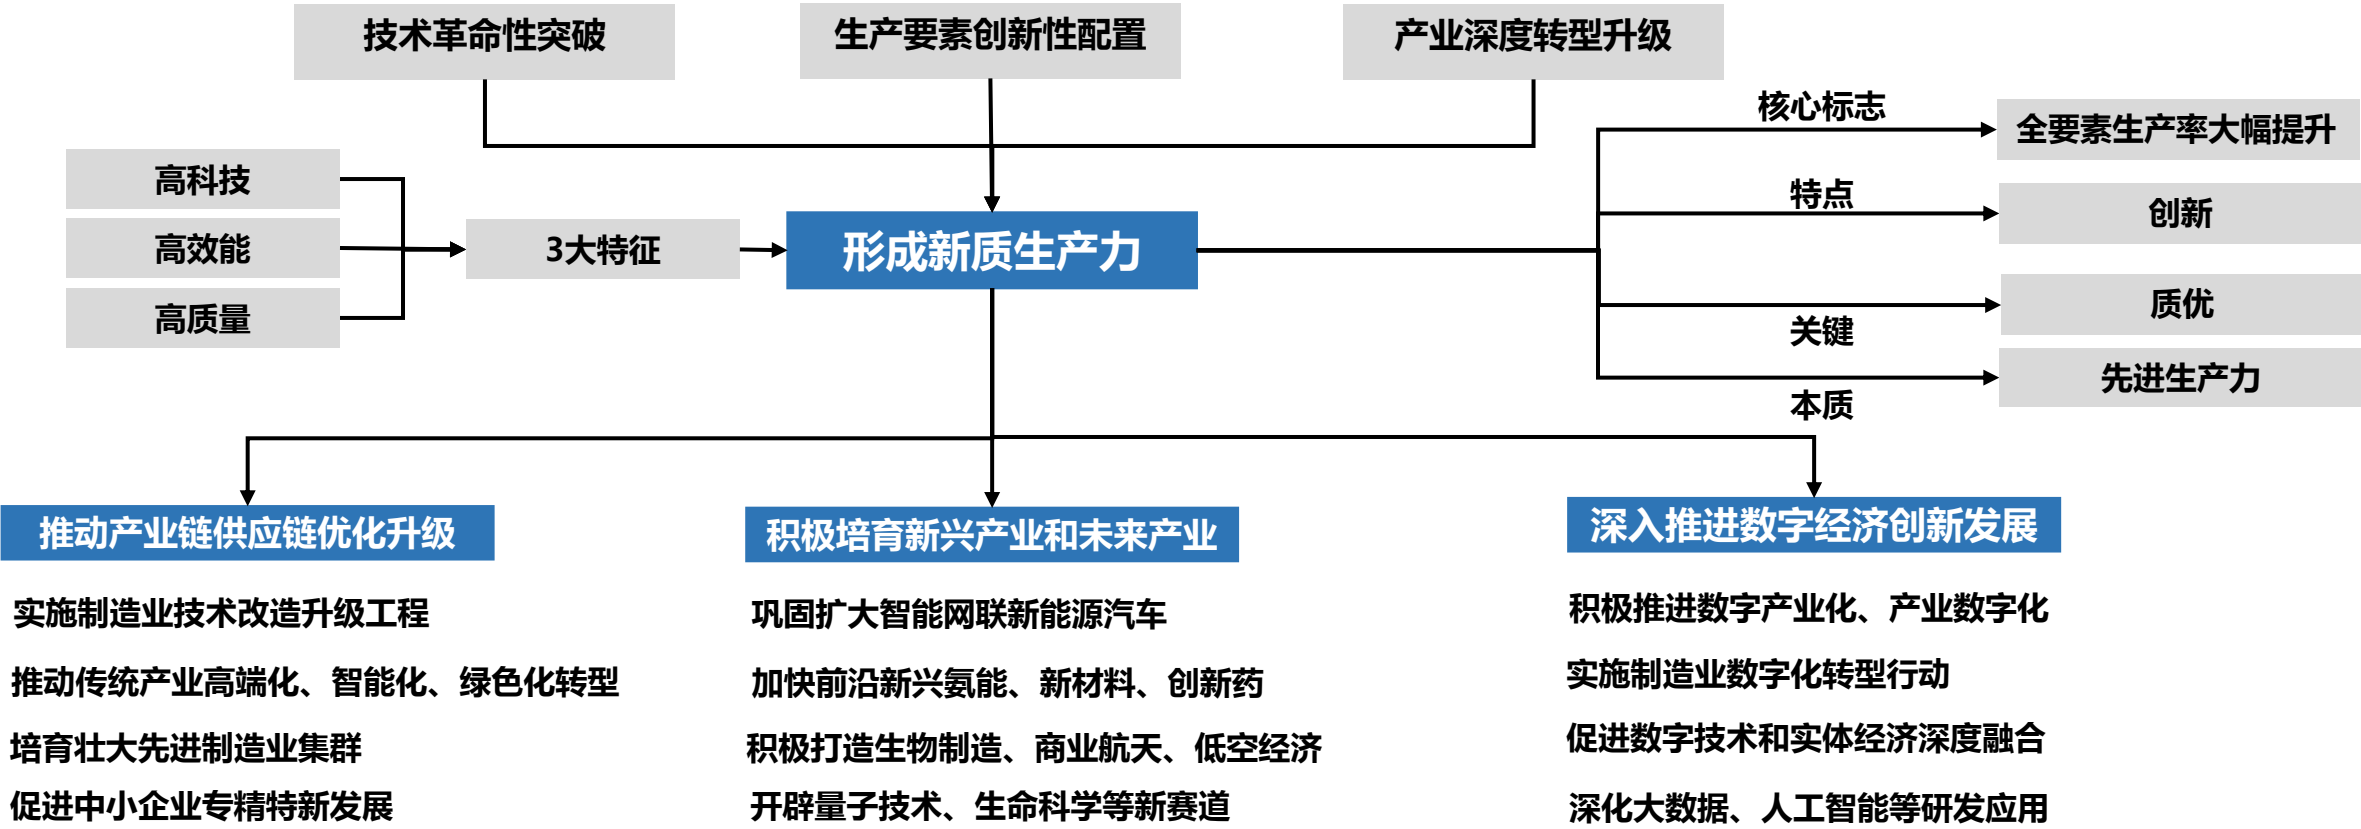 技术革命性突破
生产要素创新性配置
产业深度转型升级
核心标志
全要素生产率大幅提升
高科技
特点
创新
高效能
3大特征
形成新质生产力
高质量
质优
关键
先进生产力
本质
推动产业链供应链优化升级
积极培育新兴产业和未来产业
深入推进数字经济创新发展
实施制造业技术改造升级工程
推动传统产业高端化、智能化、绿色化转型
培育壮大先进制造业集群
促进中小企业专精特新发展
巩固扩大智能网联新能源汽车
加快前沿新兴氨能、新材料、创新药
积极打造生物制造、商业航天、低空经济
开辟量子技术、生命科学等新赛道
积极推进数字产业化、产业数字化
实施制造业数字化转型行动
促进数字技术和实体经济深度融合
深化大数据、人工智能等研发应用